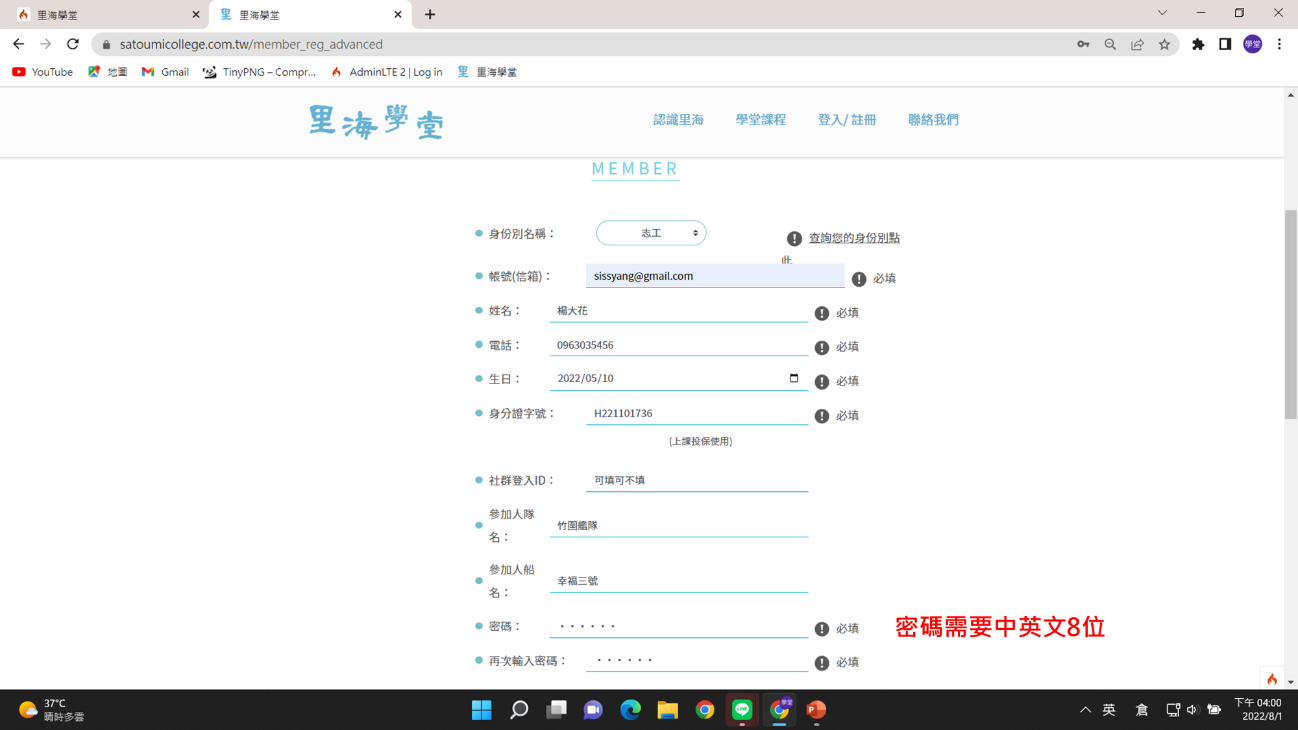 里海學堂
里海學堂
satoumicollege.com.tw/member_reg_advanced
學堂
YouTube
地圖
Gmail
TinyPNG – Compr...
AdminLTE 2 | Log in
里 里海學堂
里海學堂
認識里海
學堂課程
登入/ 註冊
聯絡我們
MEMBER
身份別名稱：
志工
查詢您的身份別點
此
帳號(信箱)：
sissyang@gmail.com
必填
姓名：
楊大花
必填
電話：
0963035456
必填
生日：
2022/05/10
必填
身分證字號：
H221101736
必填
(上課投保使用)
社群登入ID：
可填可不填
參加人隊
名：
竹圍艦隊
參加人船
名：
幸福三號
密碼：
······
必填
密碼需要中英文8位
再次輸入密碼：
······
必填
37°C
晴時多雲
LINE
學堂
P
英
倉
下午 04:00
2022/8/1